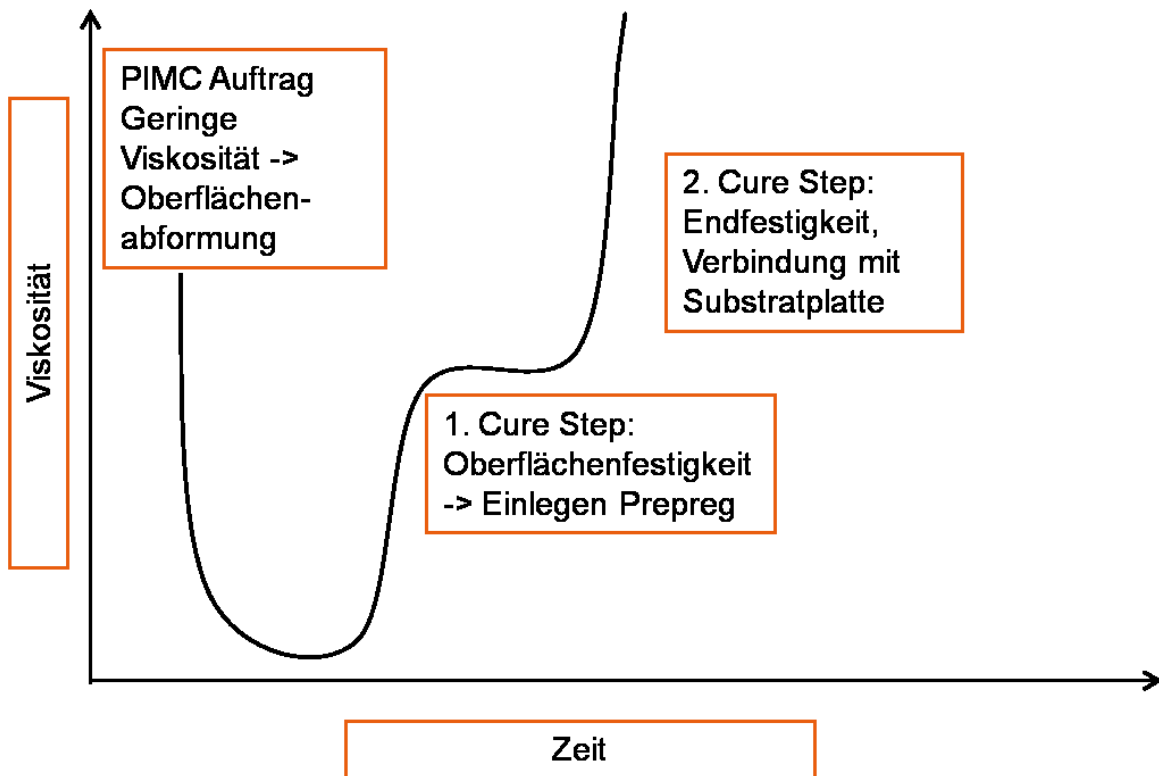 PIMC Auftrag
Geringe
Viskosität ->
Oberflächen-
abformung
Viskosität
2. Cure Step:
Endfestigkeit,
Verbindung mit
Substratplatte
1. Cure Step:
Oberflächenfestigkeit
-> Einlegen Prepreg
Zeit